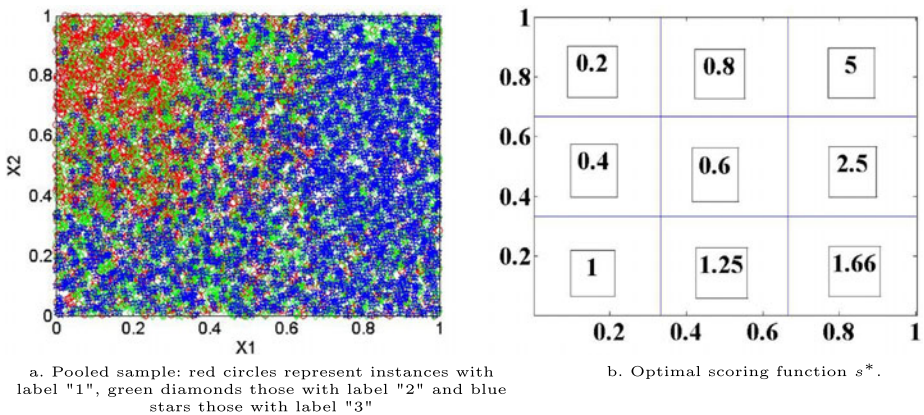 1
0.8
0.6
0.4
0.2
0
0 0.2 0.4 0.6 0.8 1
X1
X2
a. Pooled sample: red circles represent instances with
label "1", green diamonds those with label "2" and blue
stars those with label "3"
1
0.8
0.6
0.4
0.2
0.2 0.8 5
0.4 0.6 2.5
1 1.25 1.66
0.2 0.4 0.6 0.8 1
b. Optimal scoring function s*.